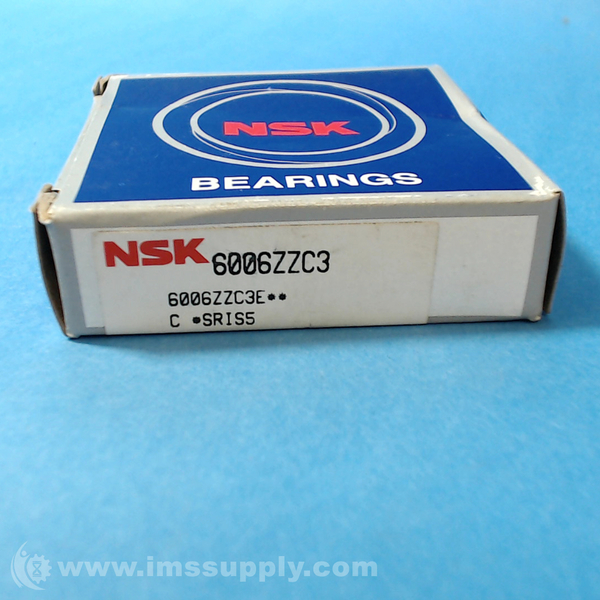 NSK
BEARINGS
NSK 6006ZZC3
6006ZZC3E**
C *SRIS5
www.imssupply.com